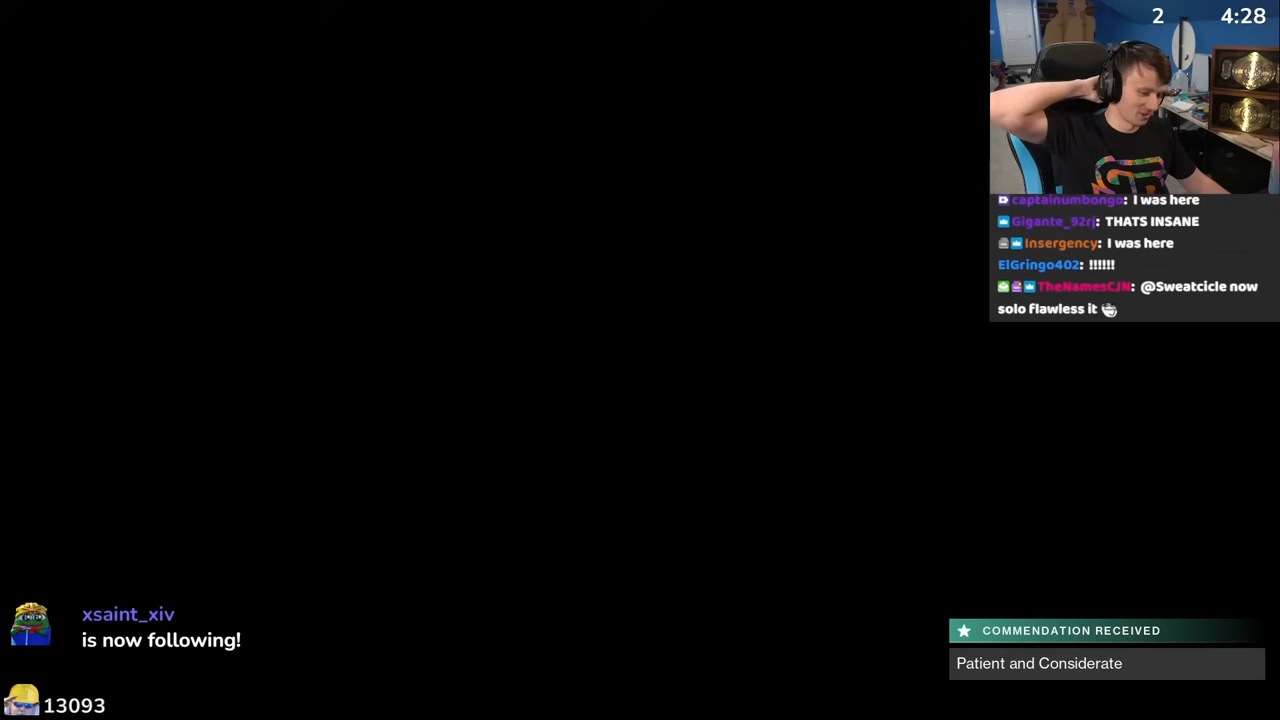 2 4:28
captainumbongo: I was here
Gigante_92rj: THATS INSANE
Insergency: I was here
ElGringo402: !!!!!!
TheNamesCJN: @Sweatcicle now
solo flawless it
xsaint_xiv
is now following!
COMMENDATION RECEIVED
Patient and Considerate
13093